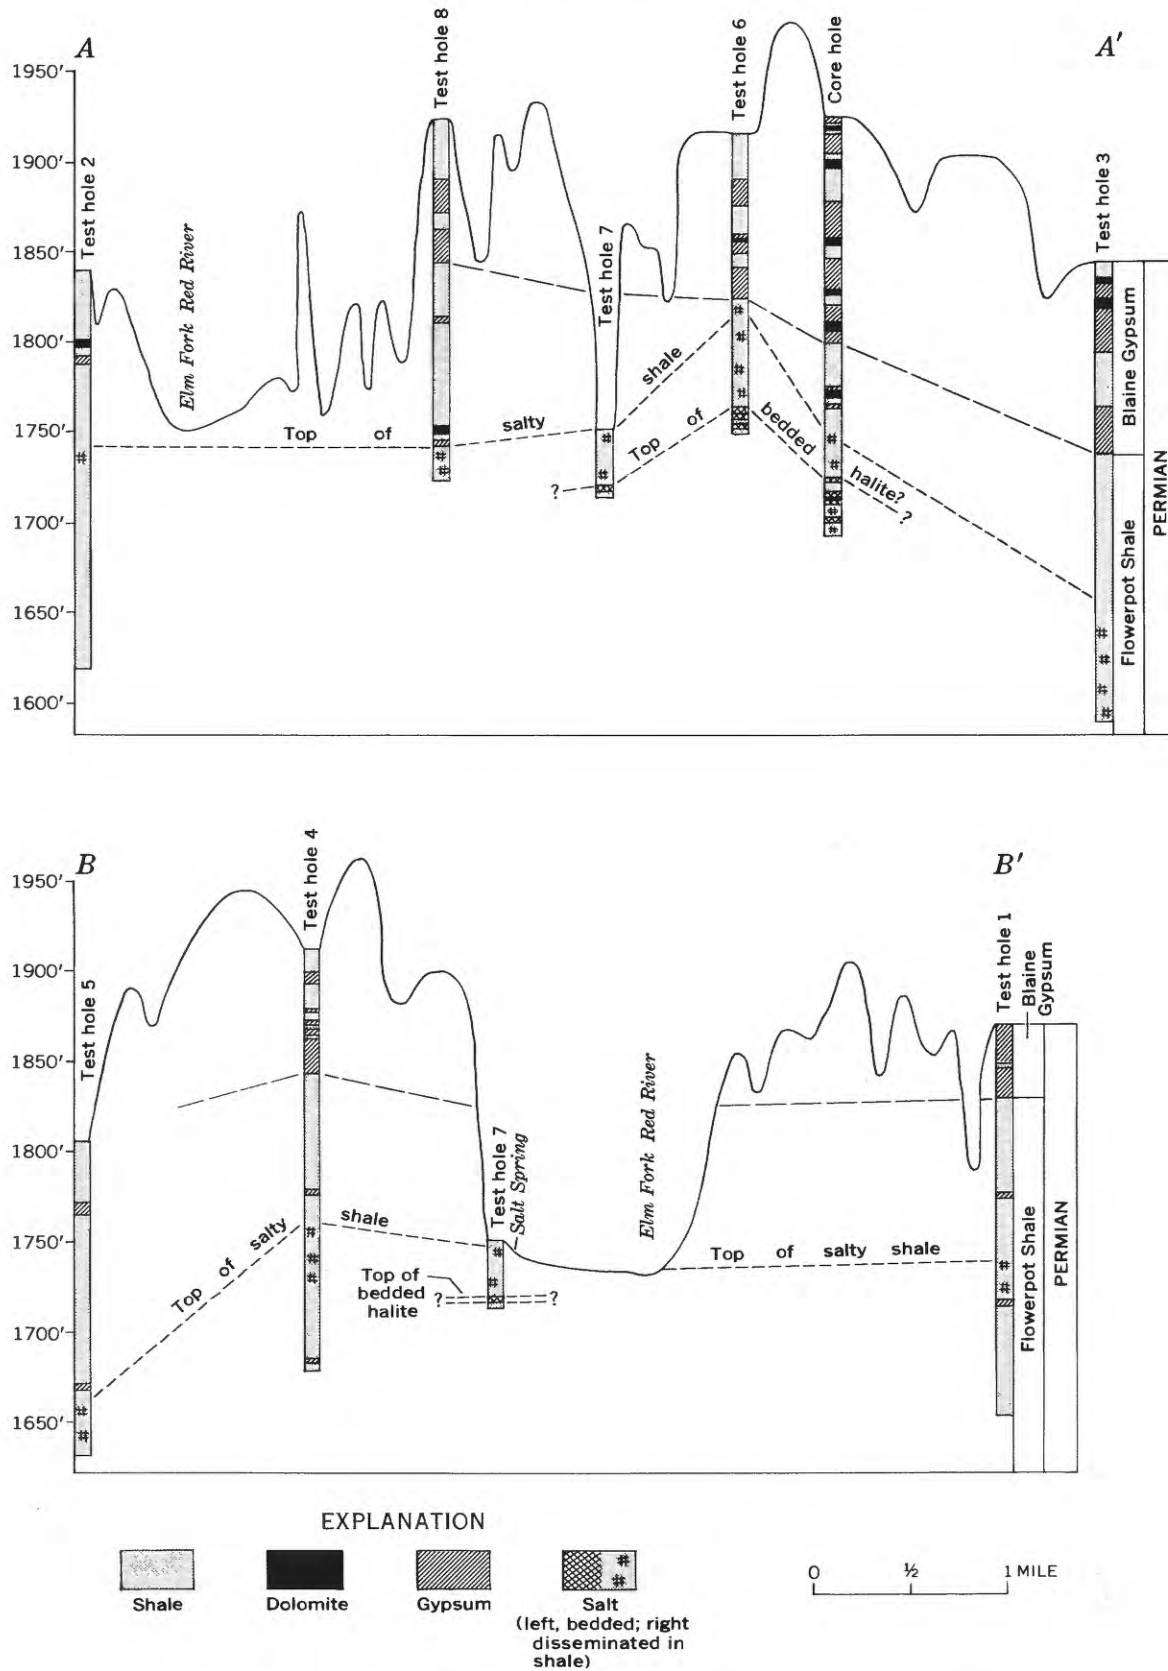 A
A'
Test hole 2
Test hole 8
Test hole 7
Test hole 6
Core hole
Test hole 3
1950'
1900'
1850'
1800'
1750'
1700'
1650'
1600'
Elm Fork Red River
Top of salty shale
Top of bedded halite?
?
?
Blaine Gypsum
Flowerpot Shale
PERMIAN
B
B'
Test hole 5
Test hole 4
Test hole 7
Salt Spring
Elm Fork Red River
Test hole 1
1950'
1900'
1850'
1800'
1750'
1700'
1650'
Top of salty shale
Top of
bedded
halite
?
?
Top of salty shale
Blaine
Gypsum
Flowerpot Shale
PERMIAN
EXPLANATION
Shale
Dolomite
Gypsum
Salt
(left, bedded; right
disseminated in
shale)
0 ½ 1 MILE